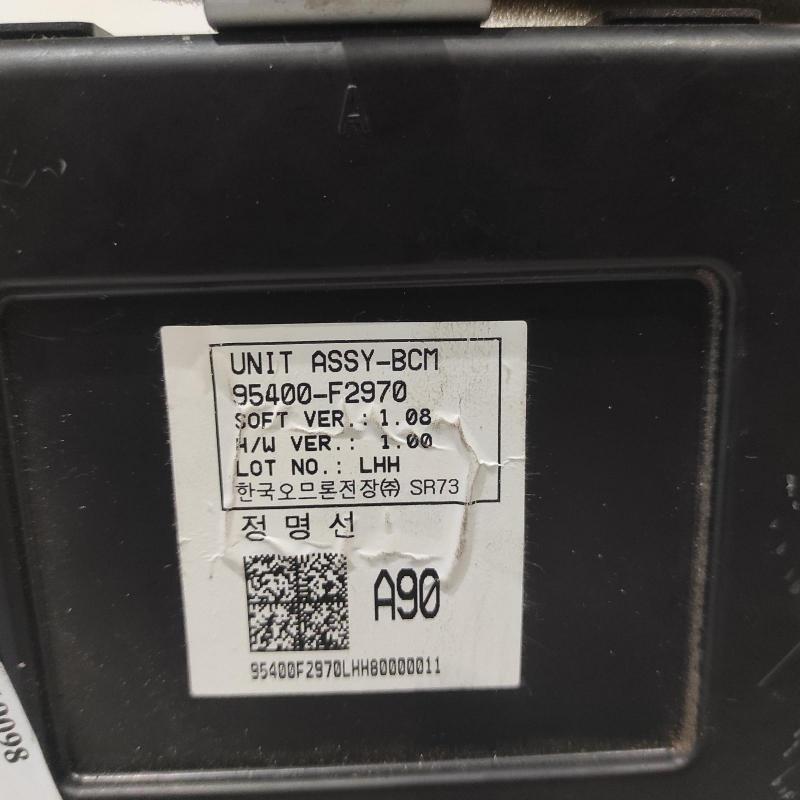 A
UNIT ASSY-BCM
95400-F2970
SOFT VER.: 1.08
H/W VER.: 1.00
LOT NO.: LHH
한국오므론전장㈜ SR73
정명선
A90
95400F2970LHH80000011